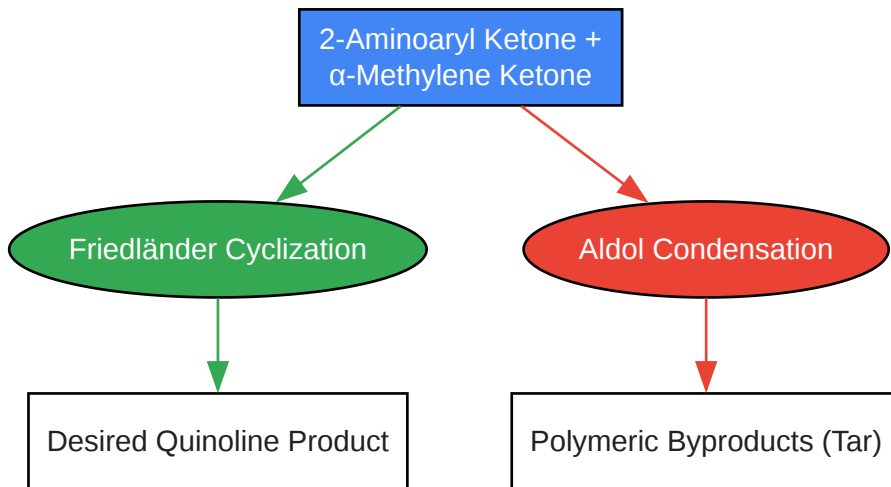 2-Aminoaryl Ketone +
α-Methylene Ketone
Friedländer Cyclization
Aldol Condensation
Desired Quinoline Product
Polymeric Byproducts (Tar)